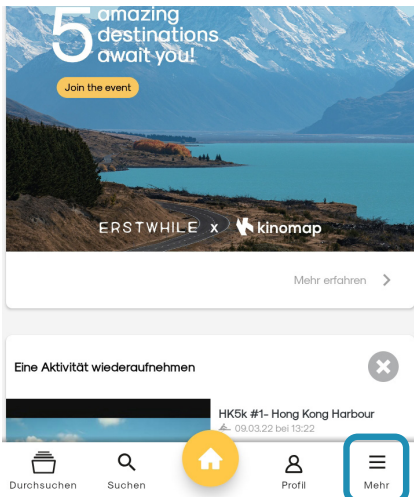 5 amazing
destinations
await you!
Join the event
ERSTWHILE x kinomap
Mehr erfahren
Eine Aktivität wiederaufnehmen
HK5k #1- Hong Kong Harbour
09.03.22 bei 13:22
Durchsuchen
Suchen
Profil
Mehr